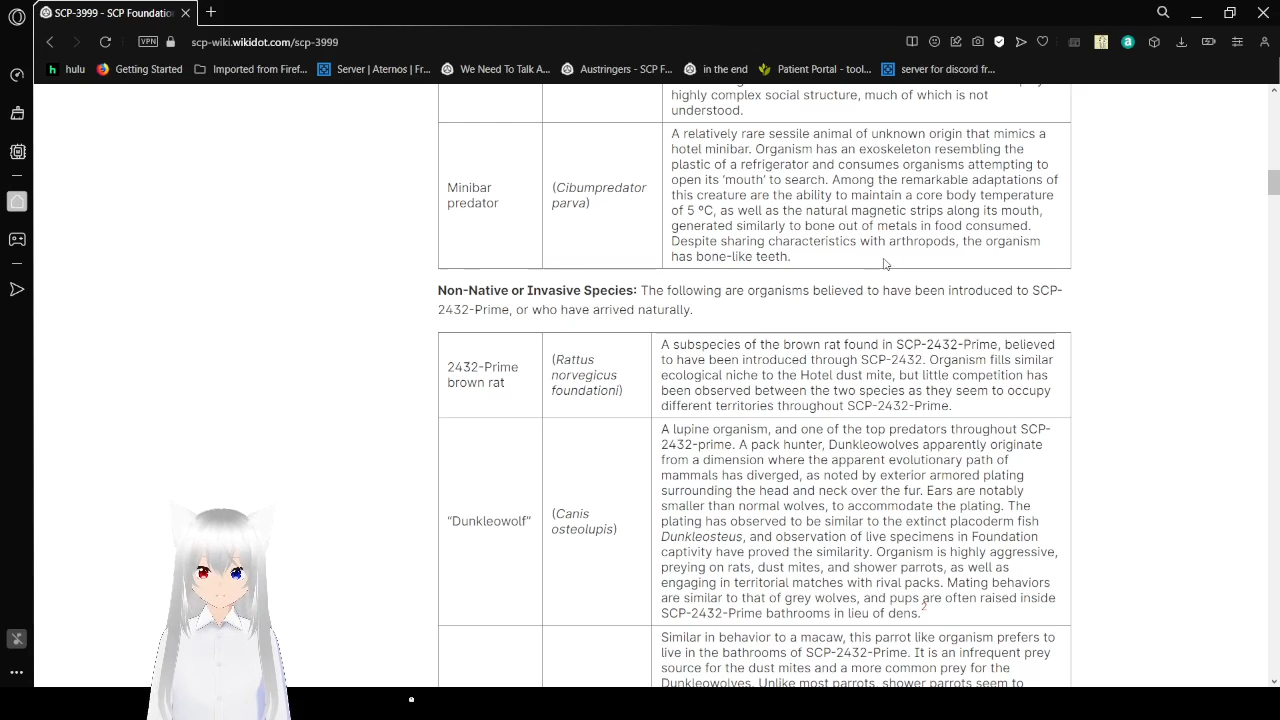 SCP-3999 - SCP Foundatio
VPN
scp-wiki.wikidot.com/scp-3999
hulu
Getting Started
Imported from Firef...
Server | Aternos | Fr...
We Need To Talk A...
Austringers - SCP F...
in the end
Patient Portal - tool...
server for discord fr...
highly complex social structure, much of which is not
understood.
Minibar
predator
(Cibumpredator
parva)
A relatively rare sessile animal of unknown origin that mimics a
hotel minibar. Organism has an exoskeleton resembling the
plastic of a refrigerator and consumes organisms attempting to
open its ‘mouth’ to search. Among the remarkable adaptations of
this creature are the ability to maintain a core body temperature
of 5 ºC, as well as the natural magnetic strips along its mouth,
generated similarly to bone out of metals in food consumed.
Despite sharing characteristics with arthropods, the organism
has bone-like teeth.
Non-Native or Invasive Species: The following are organisms believed to have been introduced to SCP-
2432-Prime, or who have arrived naturally.
2432-Prime
brown rat
(Rattus
norvegicus
foundationi)
A subspecies of the brown rat found in SCP-2432-Prime, believed
to have been introduced through SCP-2432. Organism fills similar
ecological niche to the Hotel dust mite, but little competition has
been observed between the two species as they seem to occupy
different territories throughout SCP-2432-Prime.
“Dunkleowolf”
(Canis
osteolupis)
A lupine organism, and one of the top predators throughout SCP-
2432-prime. A pack hunter, Dunkleowolves apparently originate
from a dimension where the apparent evolutionary path of
mammals has diverged, as noted by exterior armored plating
surrounding the head and neck over the fur. Ears are notably
smaller than normal wolves, to accommodate the plating. The
plating has observed to be similar to the extinct placoderm fish
Dunkleosteus, and observation of live specimens in Foundation
captivity have proved the similarity. Organism is highly aggressive,
preying on rats, dust mites, and shower parrots, as well as
engaging in territorial matches with rival packs. Mating behaviors
are similar to that of grey wolves, and pups are often raised inside
SCP-2432-Prime bathrooms in lieu of dens.2
Similar in behavior to a macaw, this parrot like organism prefers to
live in the bathrooms of SCP-2432-Prime. It is an infrequent prey
source for the dust mites and a more common prey for the
Dunkleowolves. Unlike most parrots, shower parrots seem to